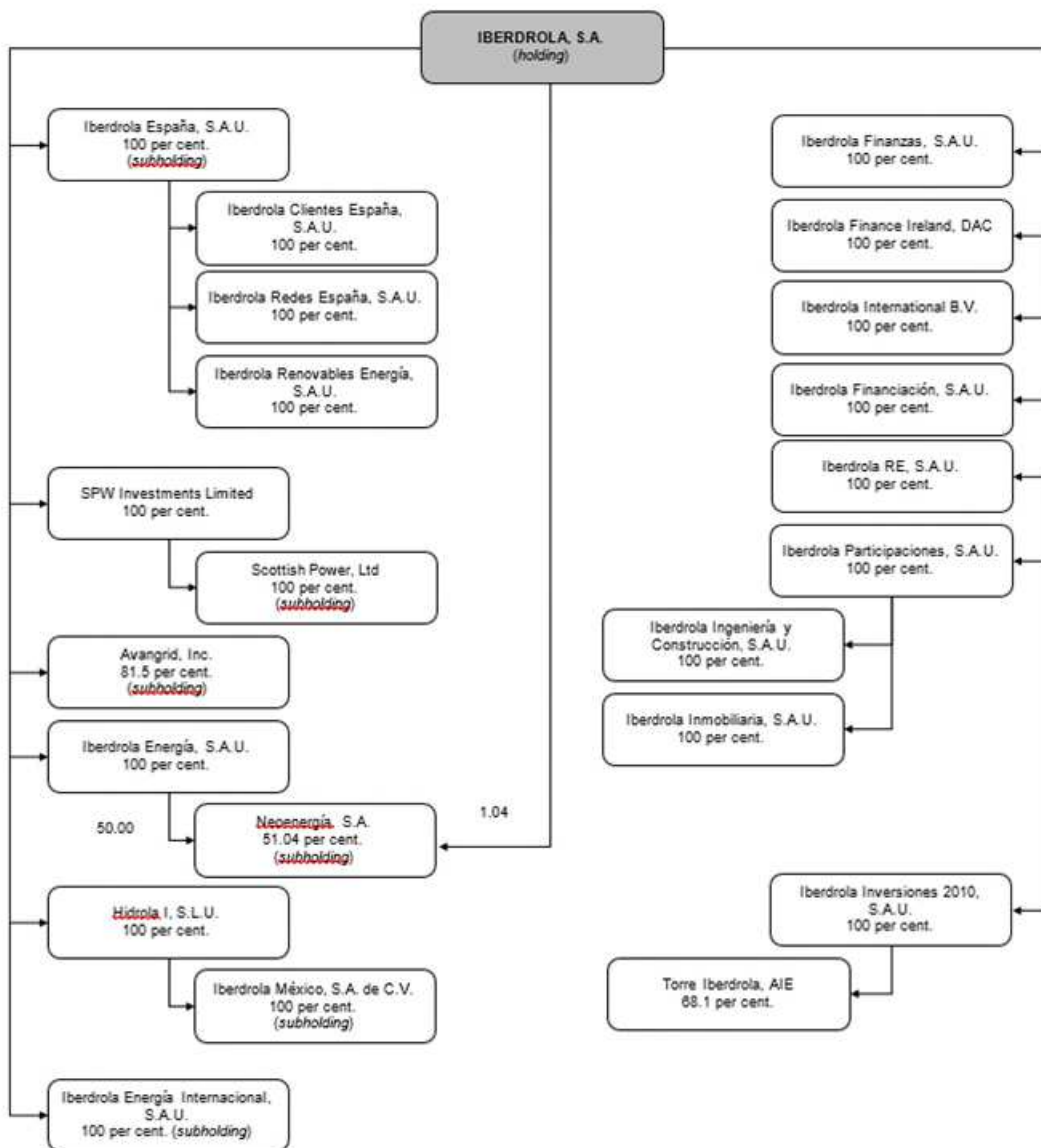 IBERDROLA, S.A.
(holding)
Iberdrola España, S.A.U.
100 per cent.
(subholding)
Iberdrola Clientes España,
S.A.U.
100 per cent.
Iberdrola Redes España, S.A.U.
100 per cent.
Iberdrola Renovables Energía,
S.A.U.
100 per cent.
SPW Investments Limited
100 per cent.
Scottish Power, Ltd
100 per cent.
(subholding)
Avangrid, Inc.
81.5 per cent.
(subholding)
Iberdrola Energía, S.A.U.
100 per cent.
50.00
Neoenergía, S.A.
51.04 per cent.
(subholding)
1.04
Hidrola I, S.L.U.
100 per cent.
Iberdrola México, S.A. de C.V.
100 per cent.
(subholding)
Iberdrola Energía Internacional,
S.A.U.
100 per cent. (subholding)
Iberdrola Finanzas, S.A.U.
100 per cent.
Iberdrola Finance Ireland, DAC
100 per cent.
Iberdrola International B.V.
100 per cent.
Iberdrola Financiación, S.A.U.
100 per cent.
Iberdrola RE, S.A.U.
100 per cent.
Iberdrola Participaciones, S.A.U.
100 per cent.
Iberdrola Ingeniería y
Construcción, S.A.U.
100 per cent.
Iberdrola Inmobiliaria, S.A.U.
100 per cent.
Iberdrola Inversiones 2010,
S.A.U.
100 per cent.
Torre Iberdrola, AIE
68.1 per cent.